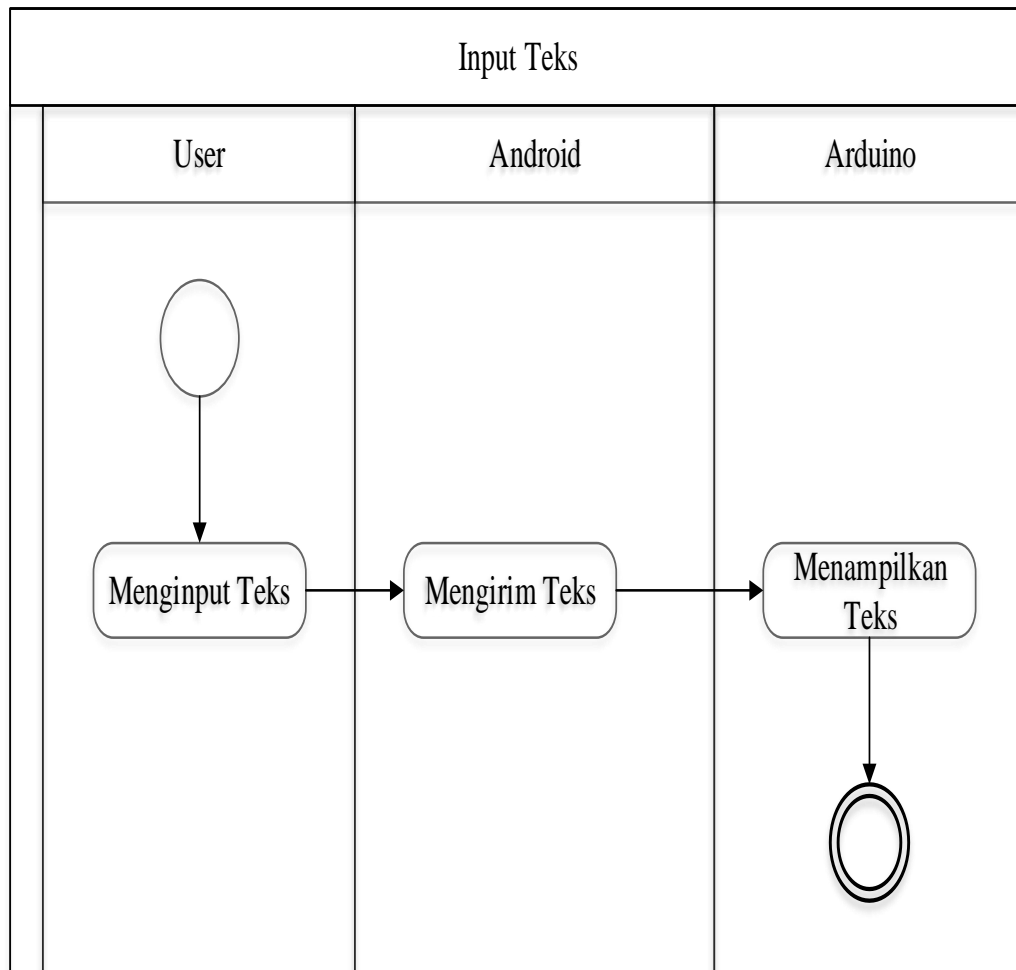 Input Teks
User
Android
Arduino
Menginput Teks
Mengirim Teks
Menampilkan
Teks